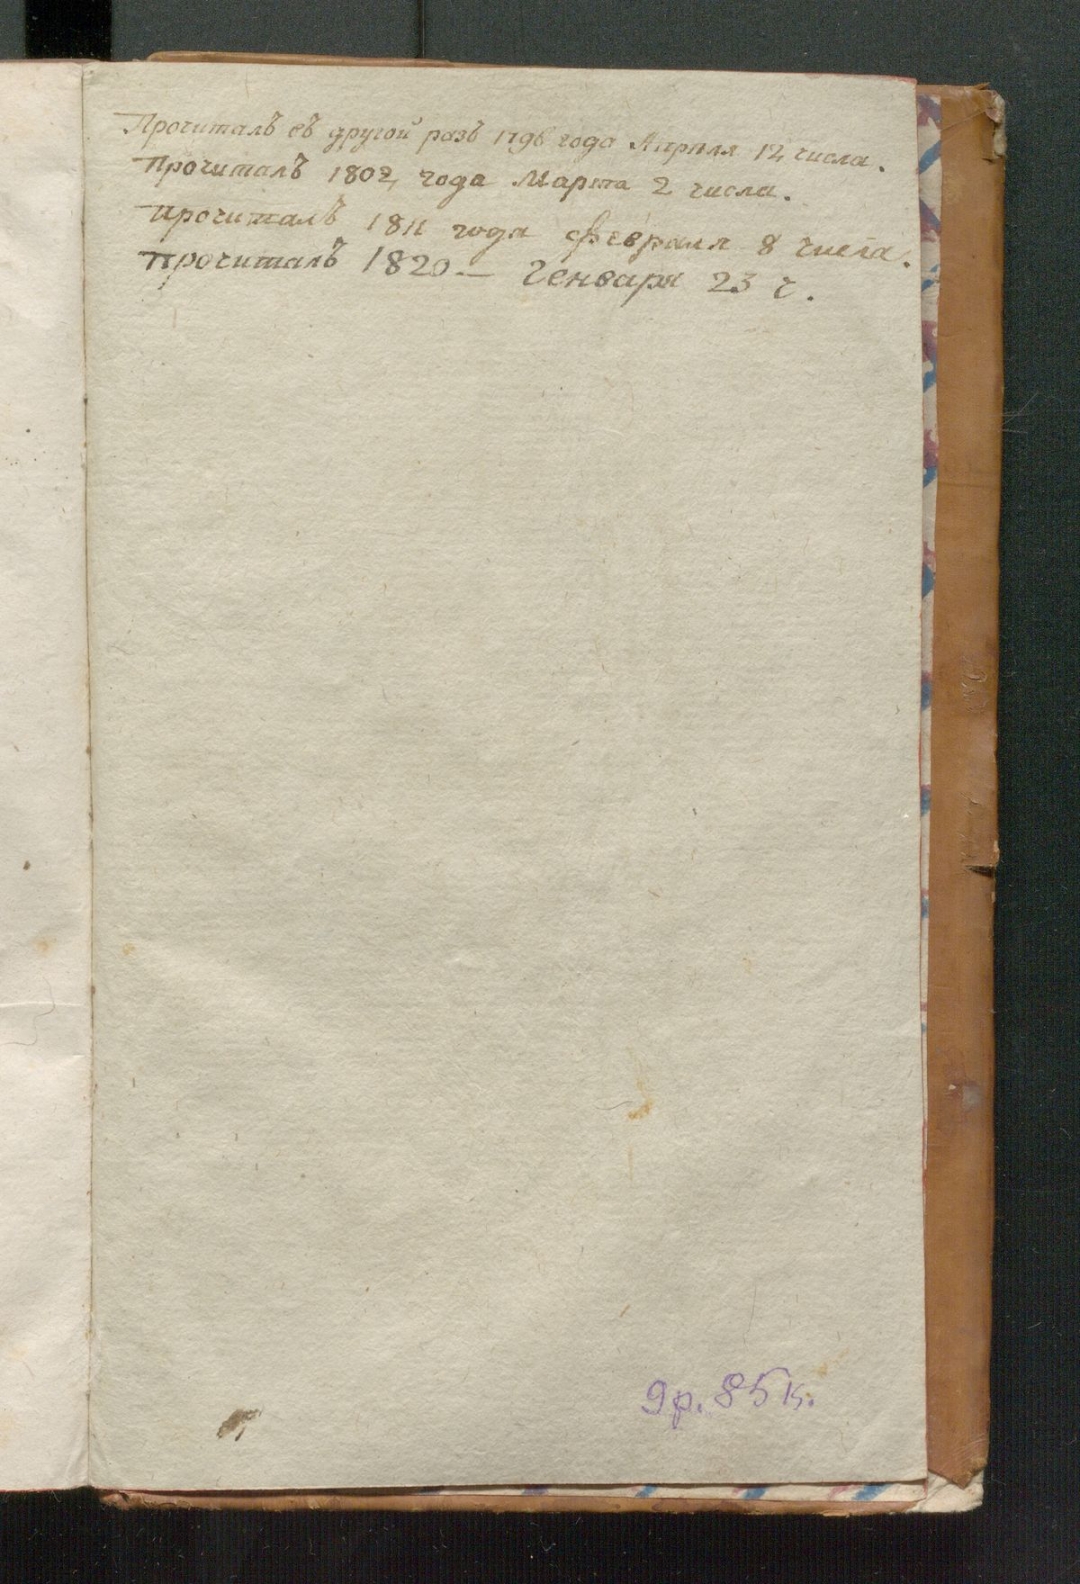 Прочиталъ въ другой разъ 1796 года Апрѣля 12 числа.
Прочиталъ 1802 года Марта 2 числа.
Прочиталъ 1811 года февраля 8 числа.
Прочиталъ 1820 — Генваря 23 ч.
9 р. 85 к.